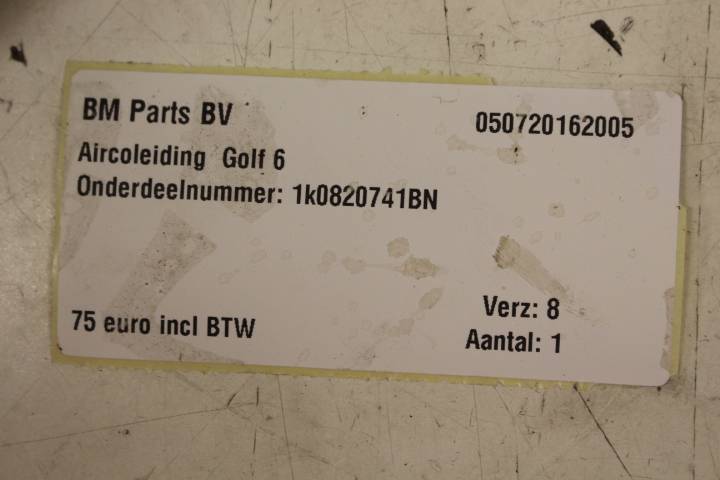 BM Parts BV
050720162005
Aircoleiding Golf 6
Onderdeelnummer: 1k0820741BN
75 euro incl BTW
Verz: 8
Aantal: 1